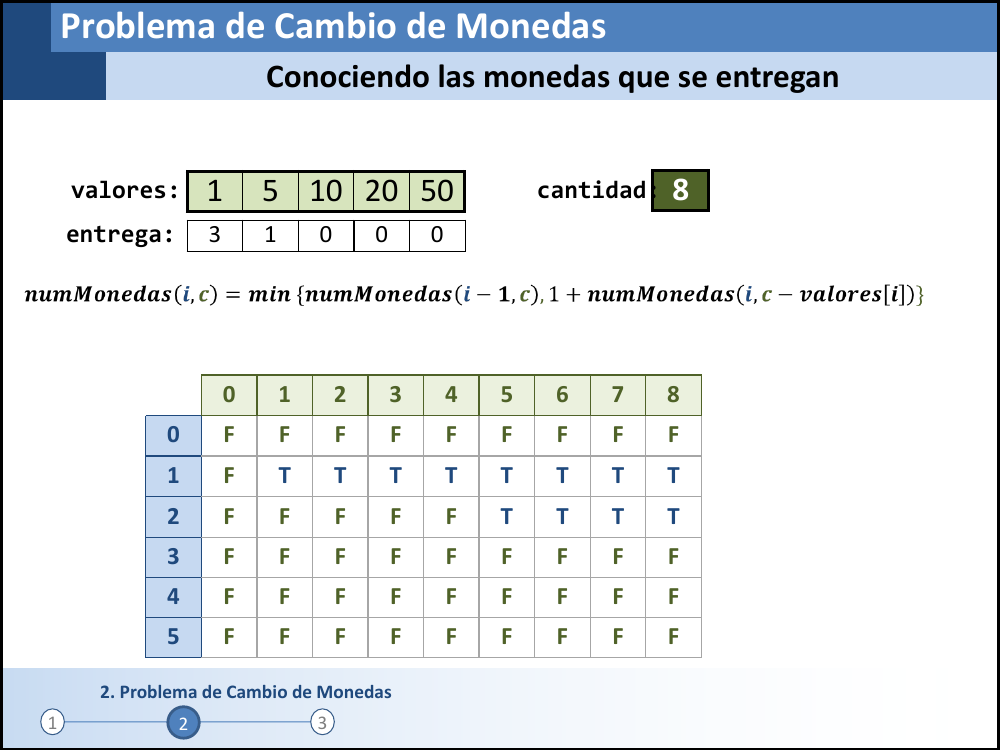 Problema de Cambio de Monedas
Conociendo las monedas que se entregan
valores: 1 5 10 20 50 cantidad: 8
entrega: 3 1 0 0 0
numMonedas(i, c) = min {numMonedas(i − 1, c), 1 + numMonedas(i, c − valores[i])}
0 1 2 3 4 5 6 7 8
0 F F F F F F F F F
1 F T T T T T T T T
2 F F F F F T T T T
3 F F F F F F F F F
4 F F F F F F F F F
5 F F F F F F F F F
2. Problema de Cambio de Monedas
1 2 3